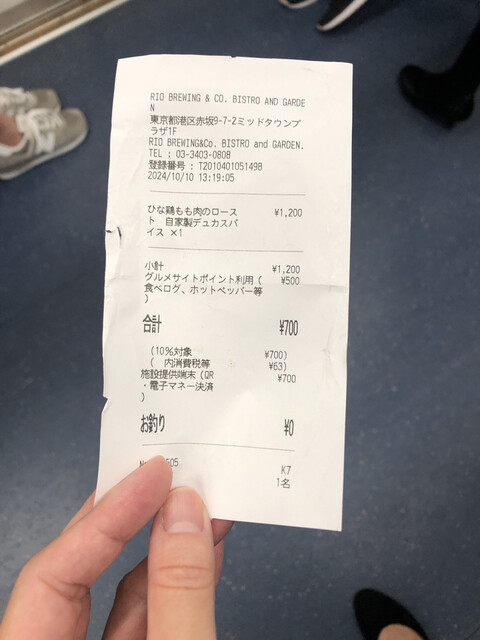 RIO BREWING & CO. BISTRO AND GARDE
N
東京都港区赤坂9-7-2ミッドタウンプ
ラザ1F
RIO BREWING&Co. BISTRO and GARDEN.
TEL : 03-3403-0808
登録番号 : T2010401051498
2024/10/10 13:19:05
ひな鶏もも肉のロース ¥1,200
ト 自家製デュカスパ
イス ×1
小計 ¥1,200
グルメサイトポイント利用( ¥500
食べログ、ホットペッパー等
)
合計 ¥700
(10%対象 ¥700)
( 内消費税等 ¥63)
施設提供端末(QR ¥700
・電子マネー決済
)
お釣り ¥0
K7
1名